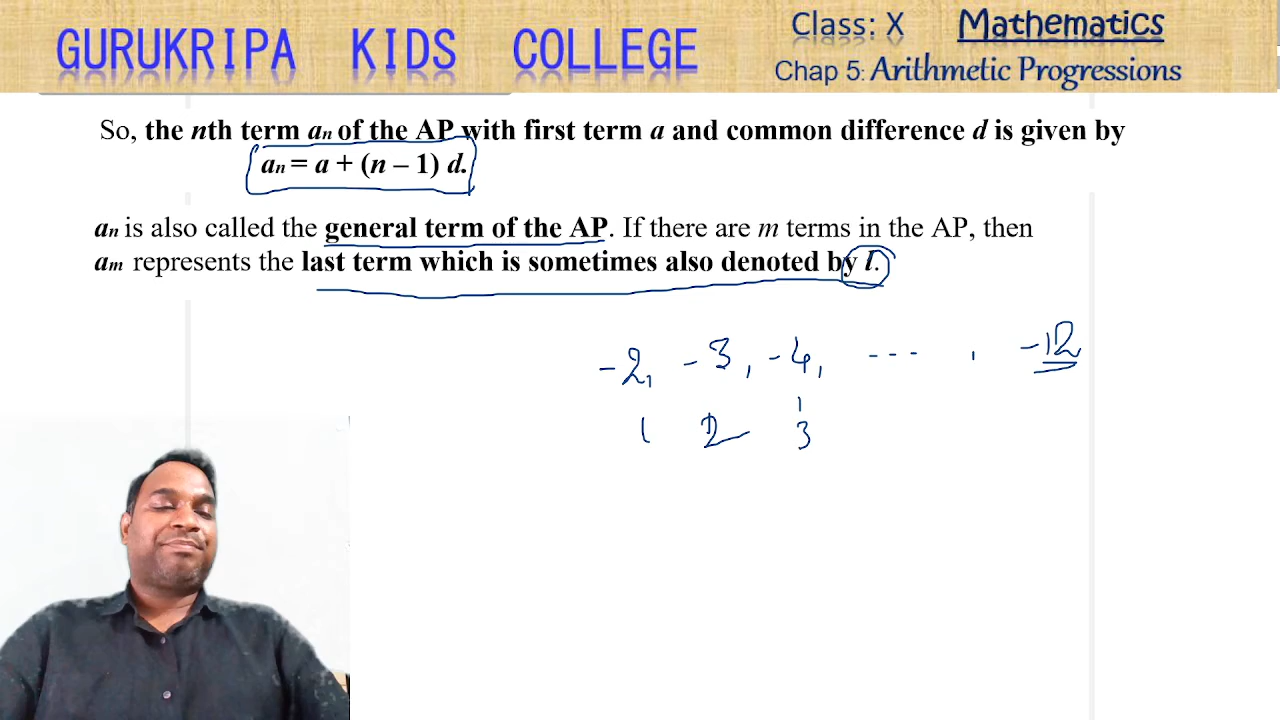 GURUKRIPA KIDS COLLEGE
Class: X Mathematics
Chap 5: Arithmetic Progressions
So, the nth term an of the AP with first term a and common difference d is given by
an = a + (n – 1) d.
an is also called the general term of the AP. If there are m terms in the AP, then
am represents the last term which is sometimes also denoted by l.
-2, -3, -4, --- , -12
1 2 3